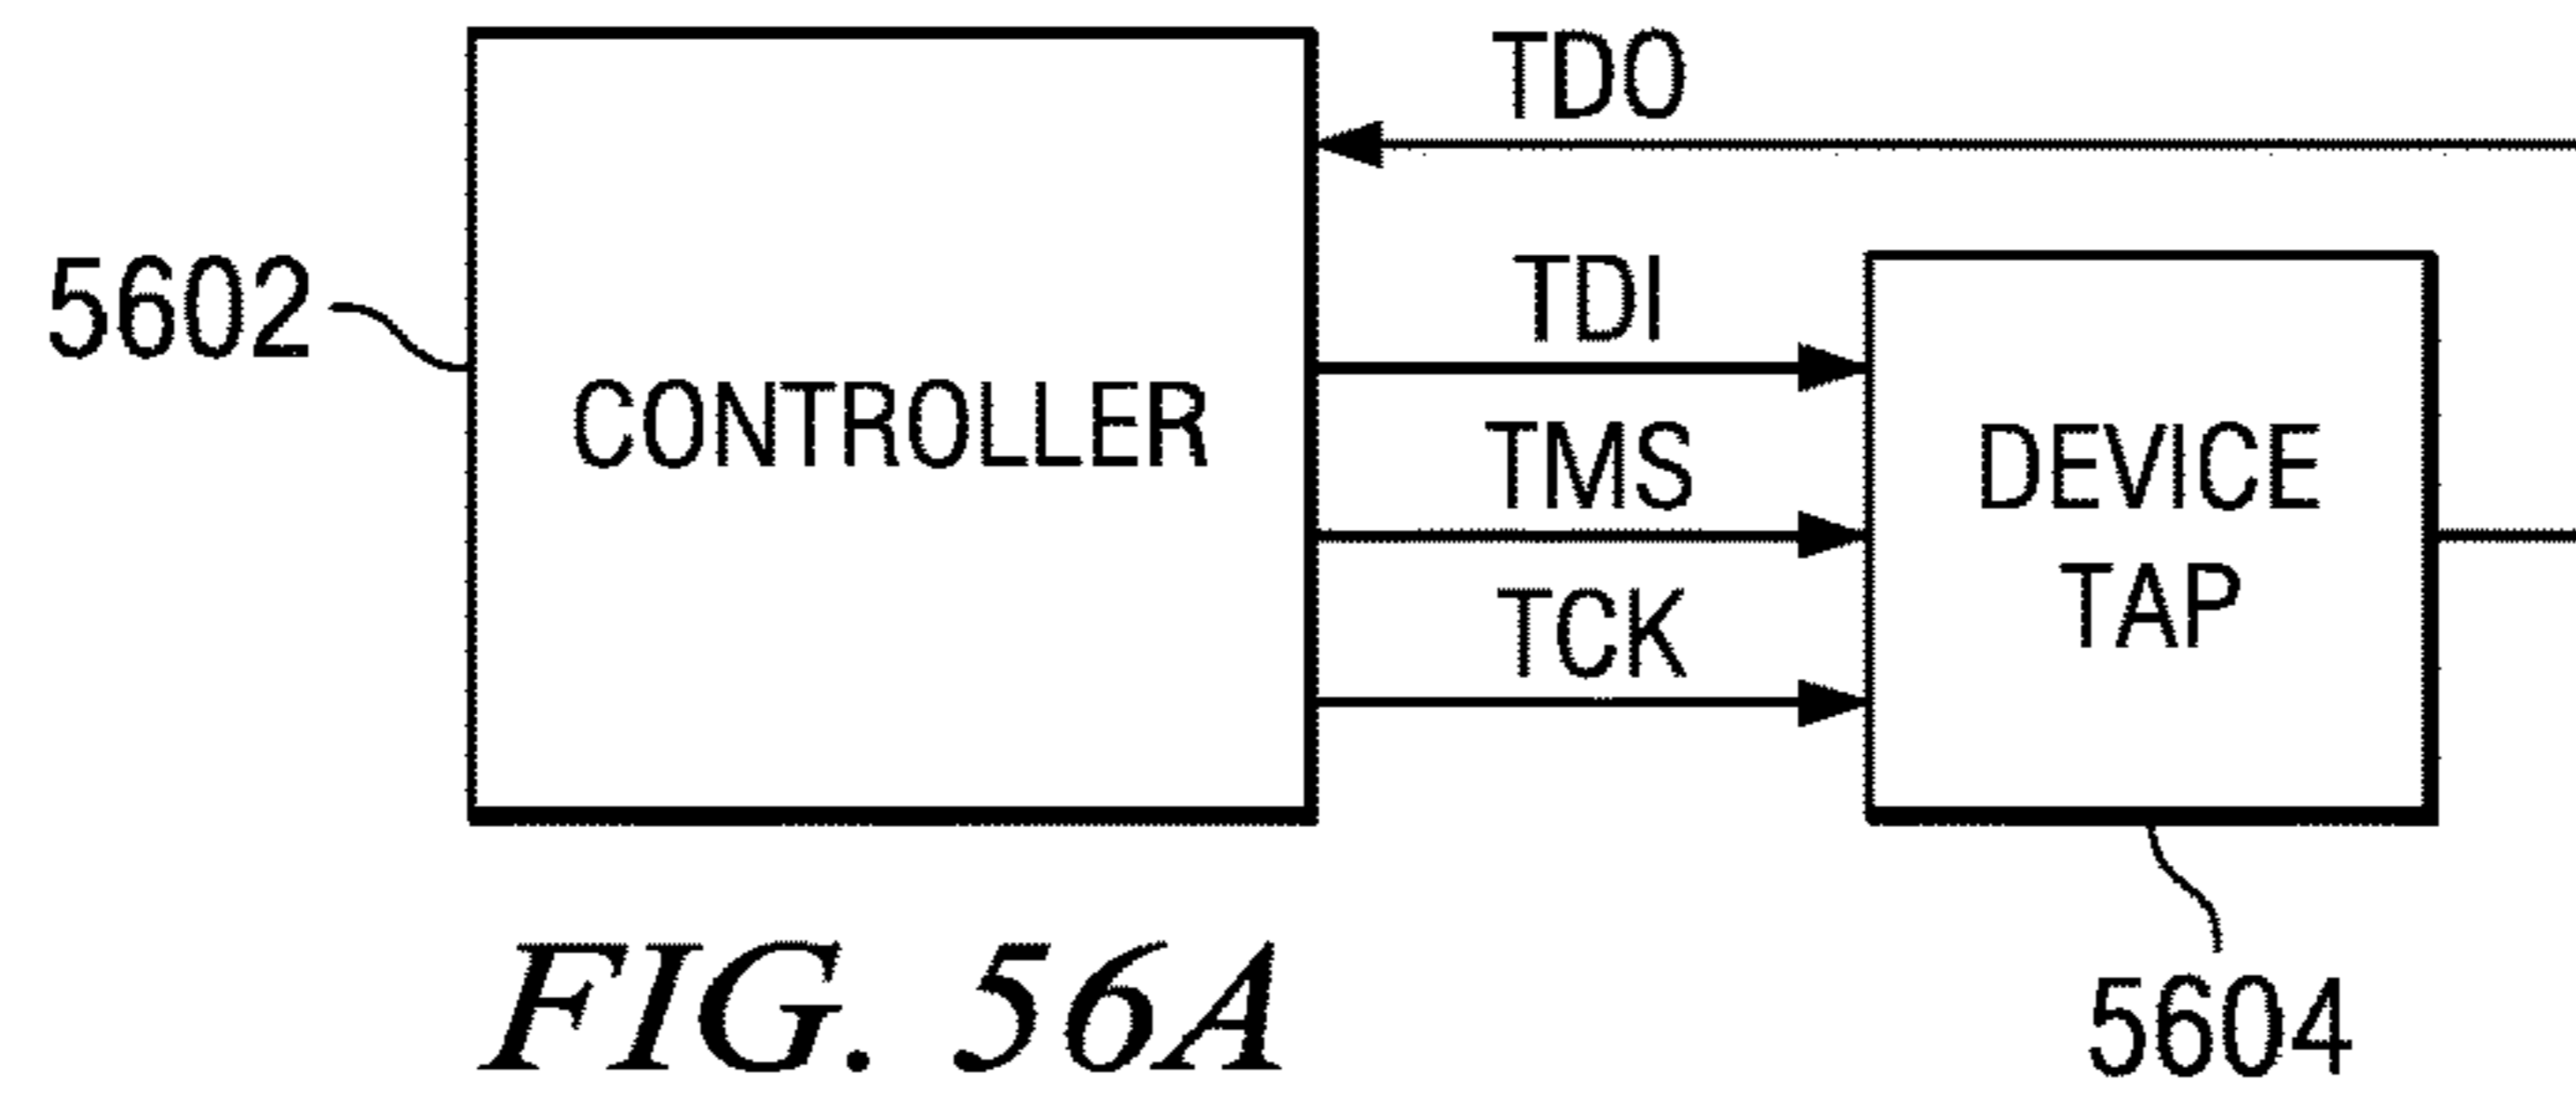 TDO
5602
TDI
CONTROLLER
TMS
DEVICE
TAP
TCK
FIG. 56A
5604